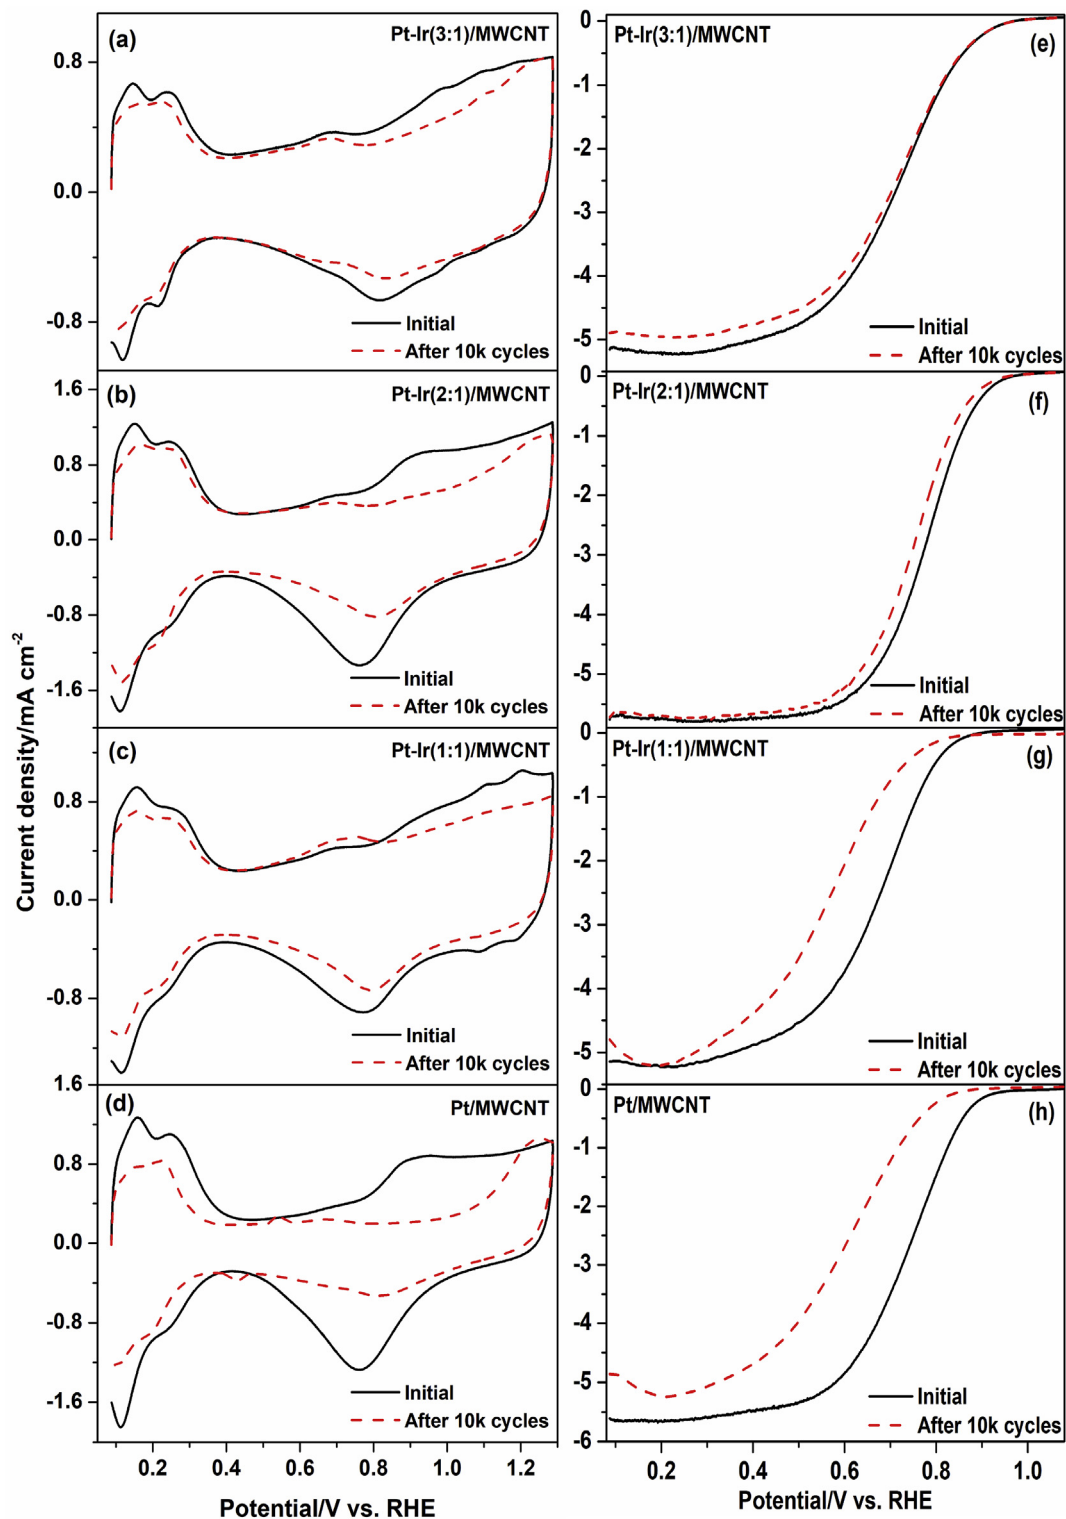 (a)
Pt-Ir(3:1)/MWCNT
0.8
0.0
-0.8
Initial
After 10k cycles
(b)
Pt-Ir(2:1)/MWCNT
1.6
0.8
0.0
-0.8
-1.6
Initial
After 10k cycles
(c)
Pt-Ir(1:1)/MWCNT
0.8
0.0
-0.8
Initial
After 10k cycles
(d)
Pt/MWCNT
1.6
0.8
0.0
-0.8
-1.6
Initial
After 10k cycles
0.2
0.4
0.6
0.8
1.0
1.2
Potential/V vs. RHE
Current density/mA cm-2
Pt-Ir(3:1)/MWCNT
(e)
0
-1
-2
-3
-4
-5
Initial
After 10k cycles
Pt-Ir(2:1)/MWCNT
(f)
0
-1
-2
-3
-4
-5
Initial
After 10k cycles
Pt-Ir(1:1)/MWCNT
(g)
0
-1
-2
-3
-4
-5
Initial
After 10k cycles
Pt/MWCNT
(h)
0
-1
-2
-3
-4
-5
-6
Initial
After 10k cycles
0.2
0.4
0.6
0.8
1.0
Potential/V vs. RHE